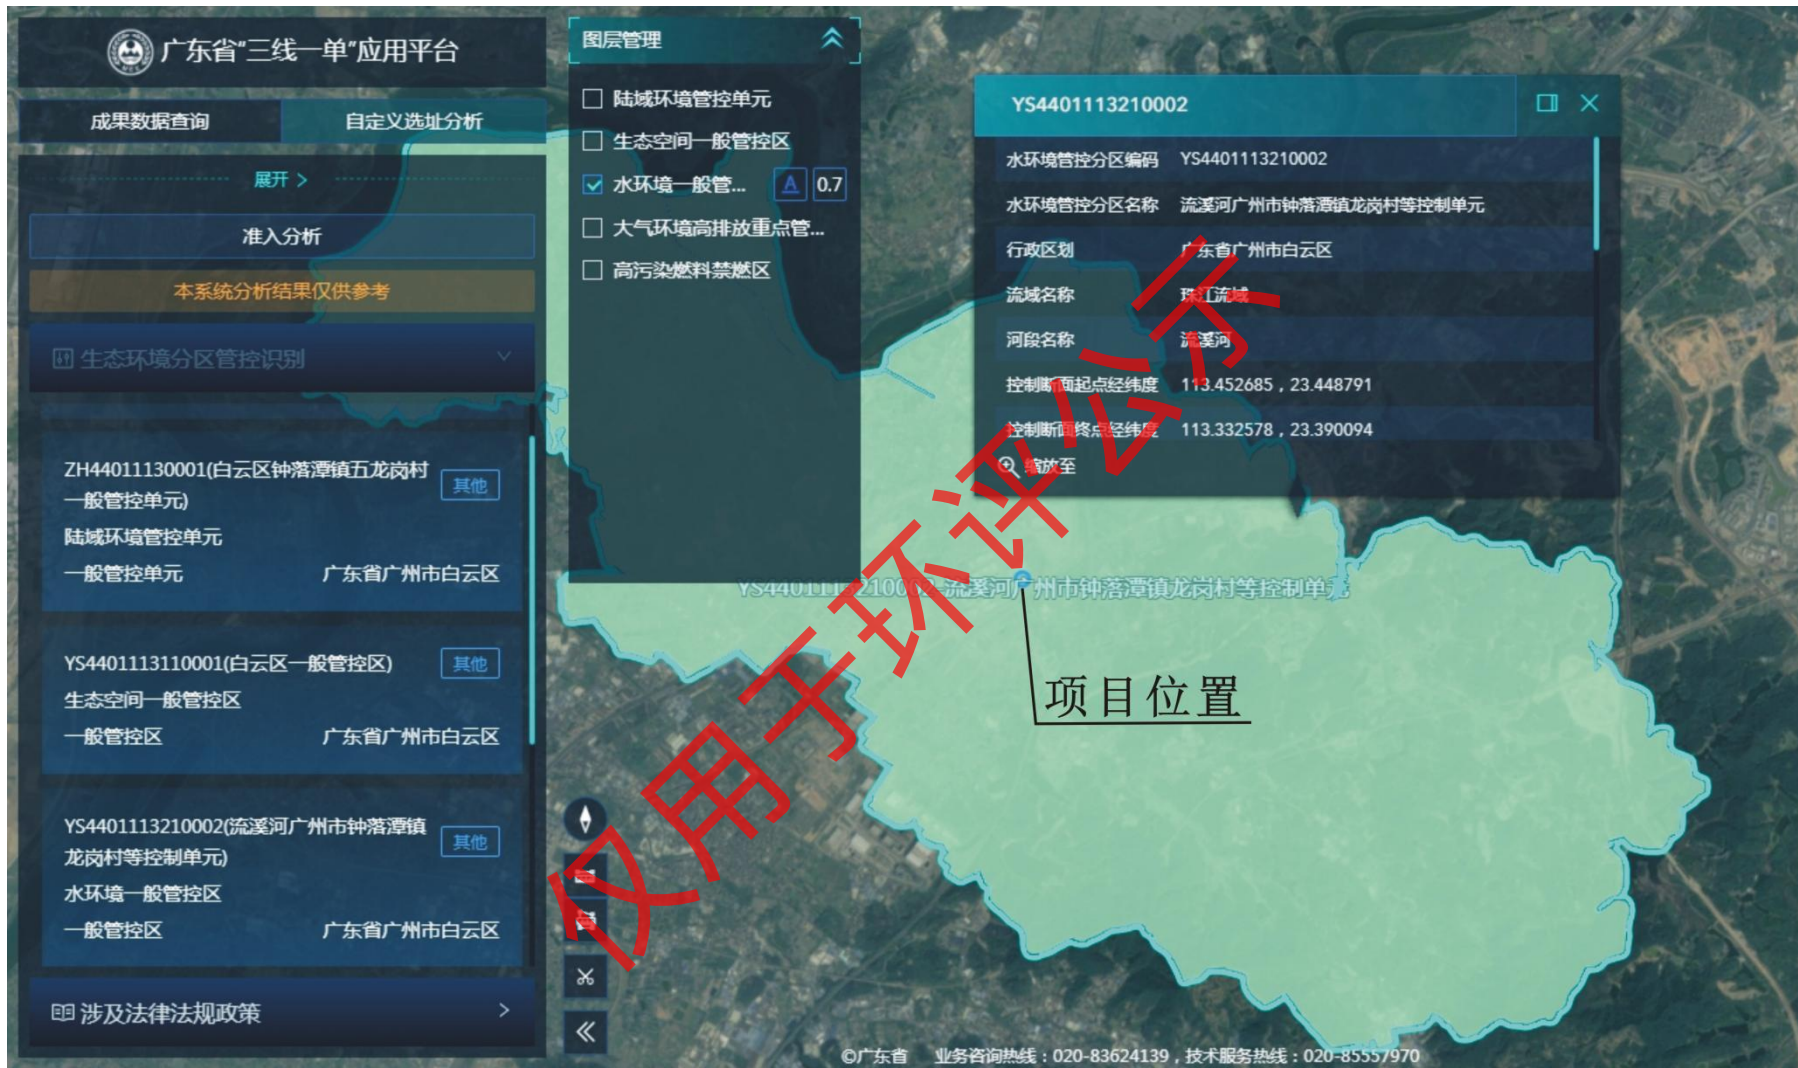 广东省"三线一单"应用平台
成果数据查询
自定义选址分析
展开 >
准入分析
本系统分析结果仅供参考
生态环境分区管控识别
ZH44011130001(白云区钟落潭镇五龙岗村
一般管控单元)
其他
陆域环境管控单元
一般管控单元
广东省广州市白云区
YS4401113110001(白云区一般管控区)
其他
生态空间一般管控区
一般管控区
广东省广州市白云区
YS4401113210002(流溪河广州市钟落潭镇
龙岗村等控制单元)
其他
水环境一般管控区
一般管控区
广东省广州市白云区
涉及法律法规政策
图层管理
陆域环境管控单元
生态空间一般管控区
水环境一般管...
A
0.7
大气环境高排放重点管...
高污染燃料禁燃区
YS4401113210002
水环境管控分区编码 YS4401113210002
水环境管控分区名称 流溪河广州市钟落潭镇龙岗村等控制单元
行政区划 广东省广州市白云区
流域名称 珠江流域
河段名称 流溪河
控制断面起点经纬度 113.452685 , 23.448791
控制断面终点经纬度 113.332578 , 23.390094
缩放至
YS4401113210002-流溪河广州市钟落潭镇龙岗村等控制单元
项目位置
仅用于环评公示
©广东省 业务咨询热线：020-83624139，技术服务热线：020-85557970